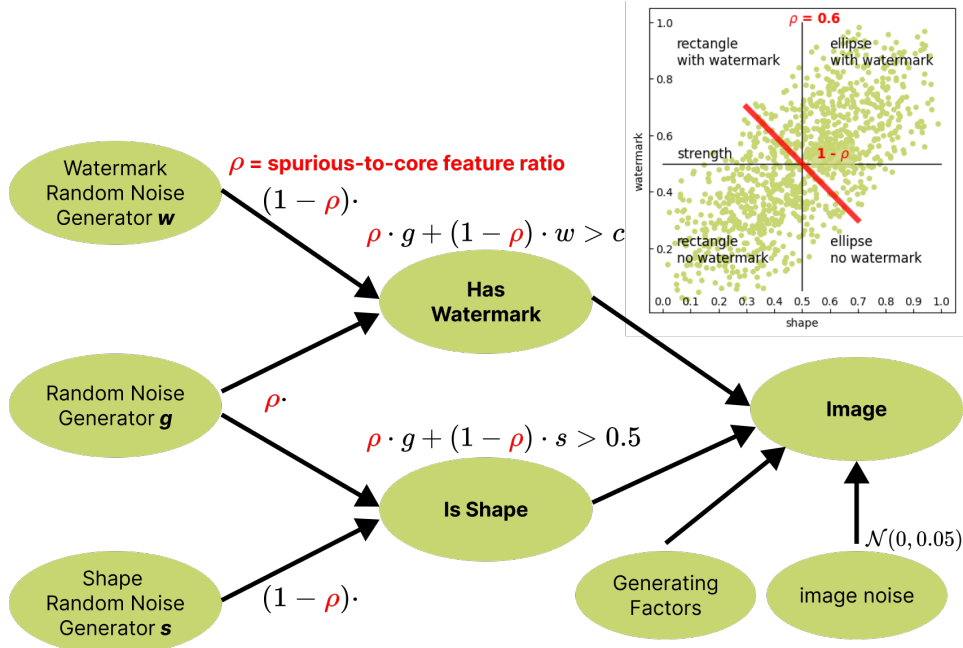 ρ = 0.6
1.0
rectangle
with watermark
ellipse
with watermark
0.8
0.6
watermark
strength
1 - ρ
0.4
0.2
rectangle
no watermark
ellipse
no watermark
0.0 0.1 0.2 0.3 0.4 0.5 0.6 0.7 0.8 0.9 1.0
shape
Watermark
Random Noise
Generator w
ρ = spurious-to-core feature ratio
(1 − ρ)·
ρ · g + (1 − ρ) · w > c
Has
Watermark
Random Noise
Generator g
ρ·
ρ · g + (1 − ρ) · s > 0.5
Image
Is Shape
Shape
Random Noise
Generator s
(1 − ρ)·
𝒩(0, 0.05)
Generating
Factors
image noise